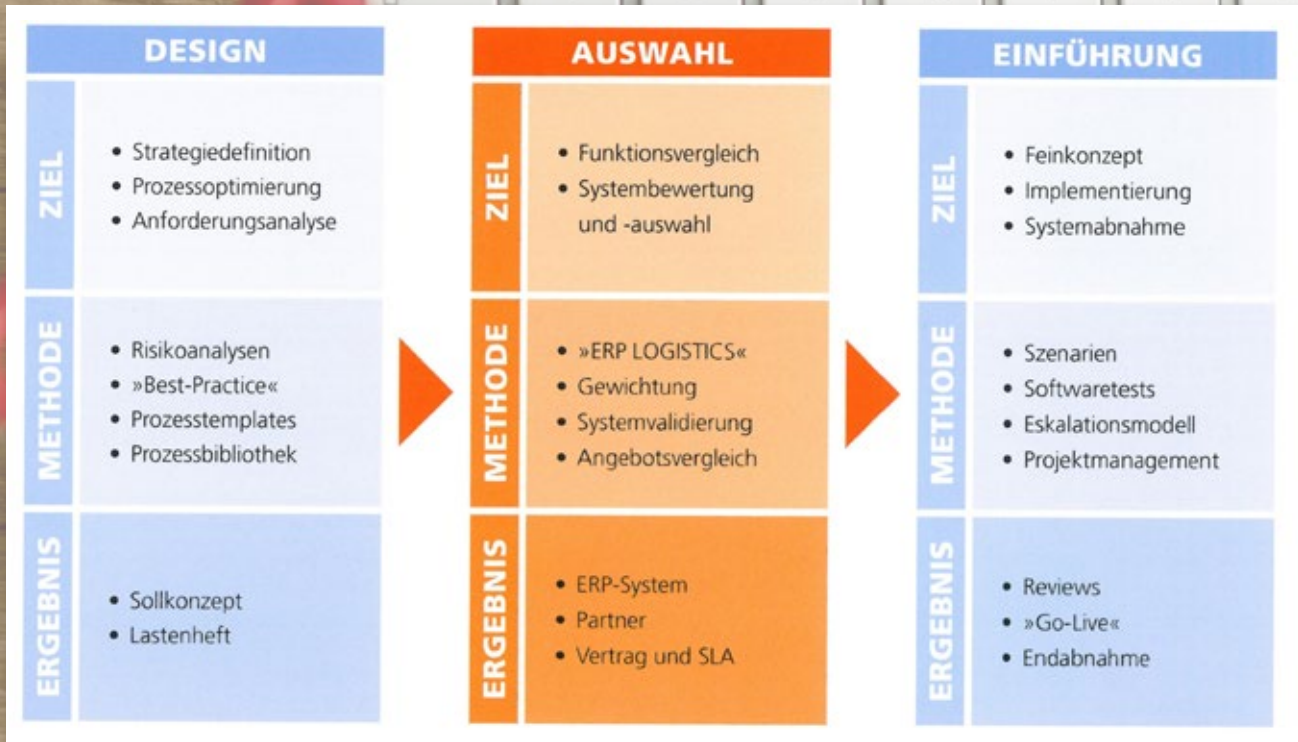 DESIGN
ZIEL
• Strategiedefinition
• Prozessoptimierung
• Anforderungsanalyse
METHODE
• Risikoanalysen
• »Best-Practice«
• Prozesstemplates
• Prozessbibliothek
ERGEBNIS
• Sollkonzept
• Lastenheft
AUSWAHL
ZIEL
• Funktionsvergleich
• Systembewertung
und -auswahl
METHODE
• »ERP LOGISTICS«
• Gewichtung
• Systemvalidierung
• Angebotsvergleich
ERGEBNIS
• ERP-System
• Partner
• Vertrag und SLA
EINFÜHRUNG
ZIEL
• Feinkonzept
• Implementierung
• Systemabnahme
METHODE
• Szenarien
• Softwaretests
• Eskalationsmodell
• Projektmanagement
ERGEBNIS
• Reviews
• »Go-Live«
• Endabnahme